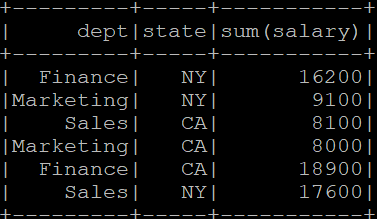 +---------+-----+-----------+
|     dept|state|sum(salary)|
+---------+-----+-----------+
|  Finance|   NY|      16200|
|Marketing|   NY|       9100|
|    Sales|   CA|       8100|
|Marketing|   CA|       8000|
|  Finance|   CA|      18900|
|    Sales|   NY|      17600|
+---------+-----+-----------+